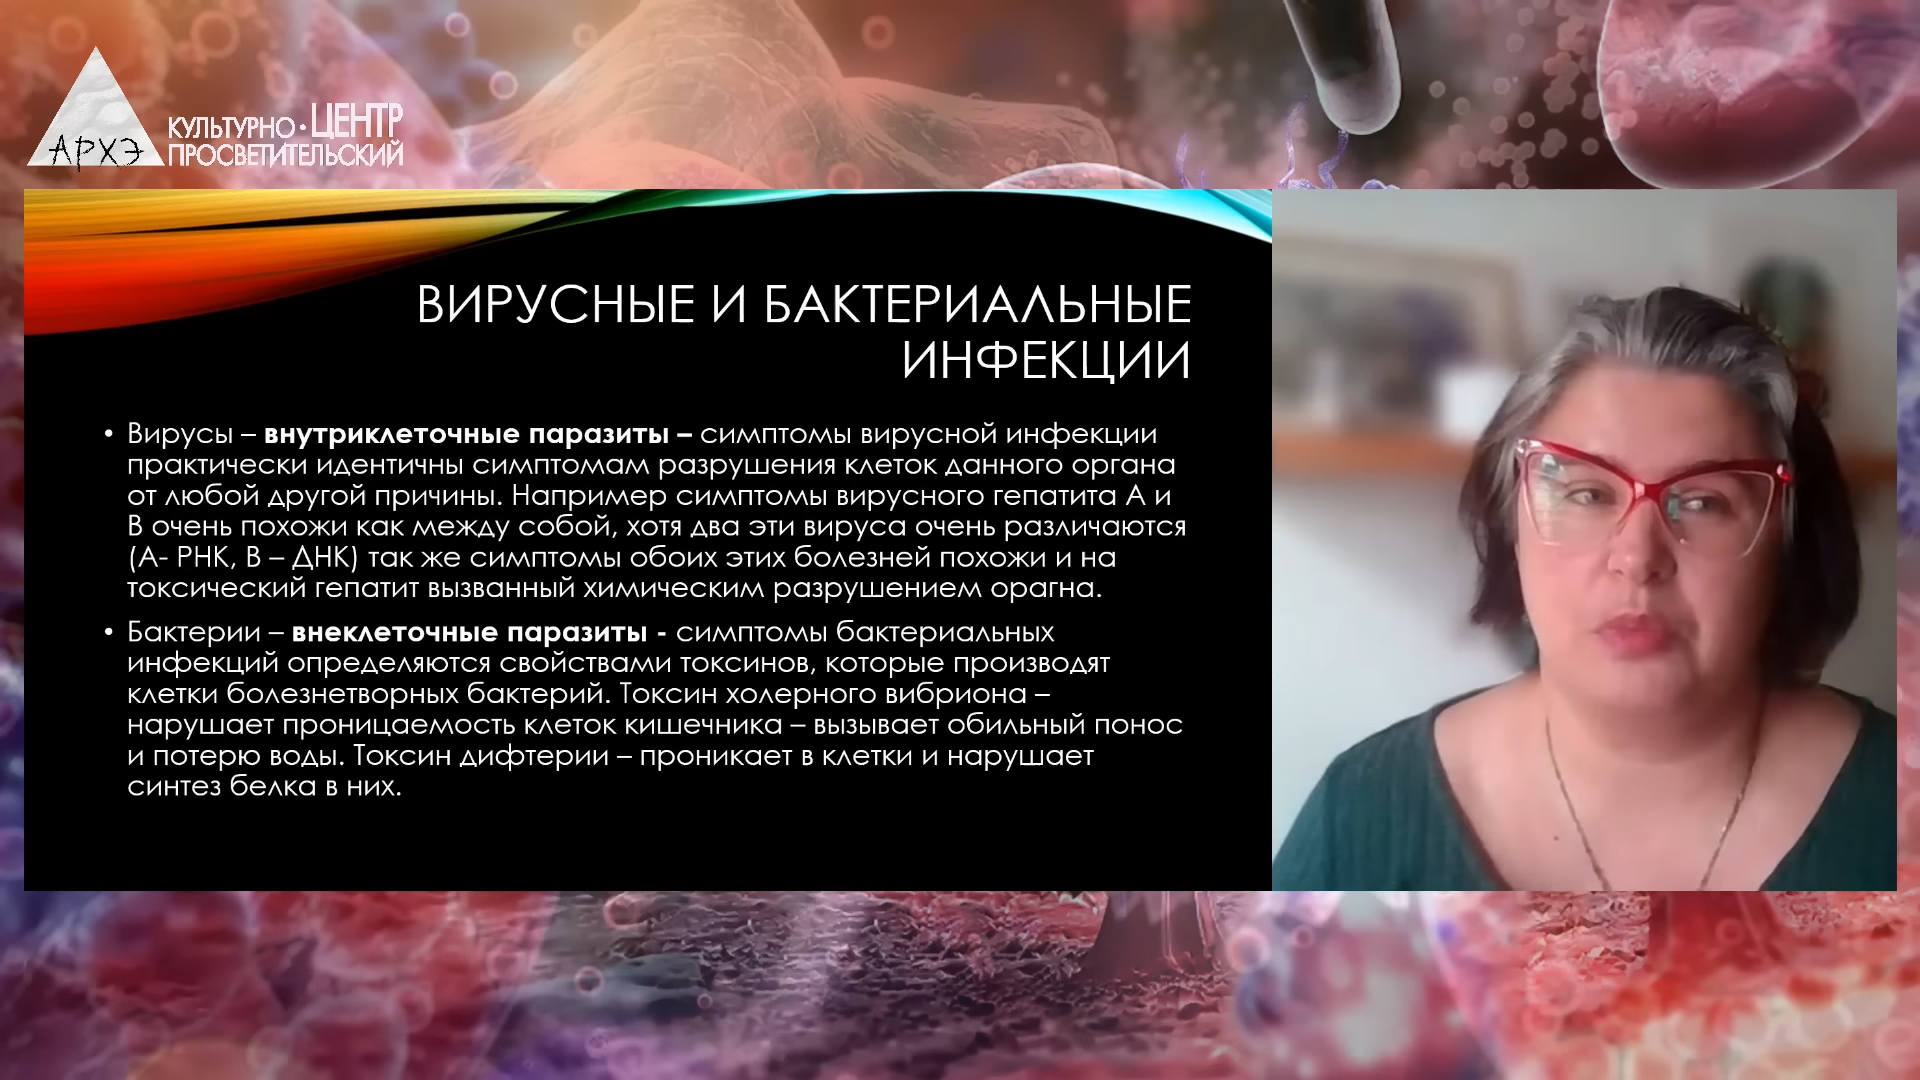 АРХЭ
КУЛЬТУРНО·ЦЕНТР
ПРОСВЕТИТЕЛЬСКИЙ
ВИРУСНЫЕ И БАКТЕРИАЛЬНЫЕ
ИНФЕКЦИИ
• Вирусы – внутриклеточные паразиты – симптомы вирусной инфекции
практически идентичны симптомам разрушения клеток данного органа
от любой другой причины. Например симптомы вирусного гепатита А и
В очень похожи как между собой, хотя два эти вируса очень различаются
(А- РНК, В – ДНК) так же симптомы обоих этих болезней похожи и на
токсический гепатит вызванный химическим разрушением орагна.
• Бактерии – внеклеточные паразиты - симптомы бактериальных
инфекций определяются свойствами токсинов, которые производят
клетки болезнетворных бактерий. Токсин холерного вибриона –
нарушает проницаемость клеток кишечника – вызывает обильный понос
и потерю воды. Токсин дифтерии – проникает в клетки и нарушает
синтез белка в них.